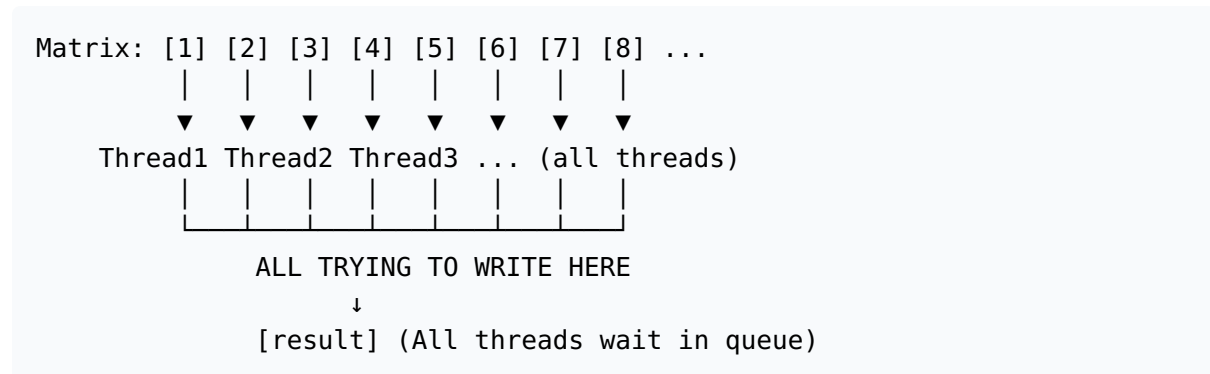 Matrix: [1] [2] [3] [4] [5] [6] [7] [8] ...
Thread1 Thread2 Thread3 ... (all threads)
ALL TRYING TO WRITE HERE
↓
[result] (All threads wait in queue)